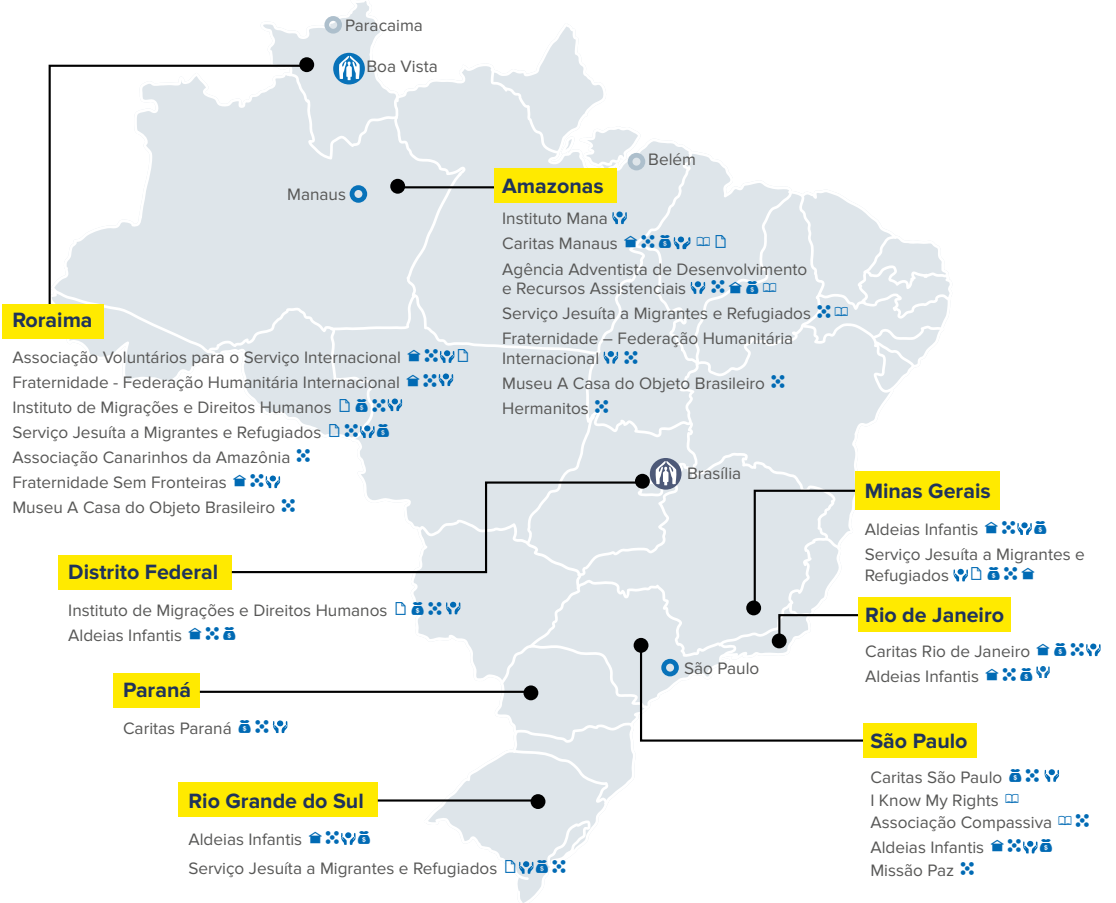 Paracaima
Boa Vista
Belém
Manaus
Amazonas
Instituto Mana
Caritas Manaus
Agência Adventista de Desenvolvimento
e Recursos Assistenciais
Serviço Jesuíta a Migrantes e Refugiados
Fraternidade – Federação Humanitária
Internacional
Museu A Casa do Objeto Brasileiro
Hermanitos
Roraima
Associação Voluntários para o Serviço Internacional
Fraternidade - Federação Humanitária Internacional
Instituto de Migrações e Direitos Humanos
Serviço Jesuíta a Migrantes e Refugiados
Associação Canarinhos da Amazônia
Fraternidade Sem Fronteiras
Museu A Casa do Objeto Brasileiro
Brasília
Minas Gerais
Aldeias Infantis
Serviço Jesuíta a Migrantes e
Refugiados
Distrito Federal
Instituto de Migrações e Direitos Humanos
Aldeias Infantis
Rio de Janeiro
Caritas Rio de Janeiro
Aldeias Infantis
São Paulo
Paraná
Caritas Paraná
São Paulo
Caritas São Paulo
I Know My Rights
Associação Compassiva
Aldeias Infantis
Missão Paz
Rio Grande do Sul
Aldeias Infantis
Serviço Jesuíta a Migrantes e Refugiados